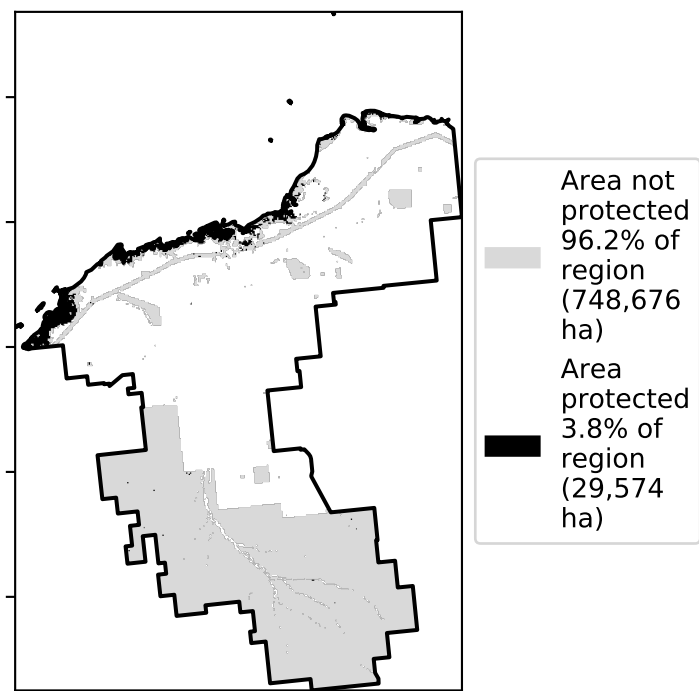 Area not
protected
96.2% of
region
(748,676
ha)
Area
protected
3.8% of
region
(29,574
ha)